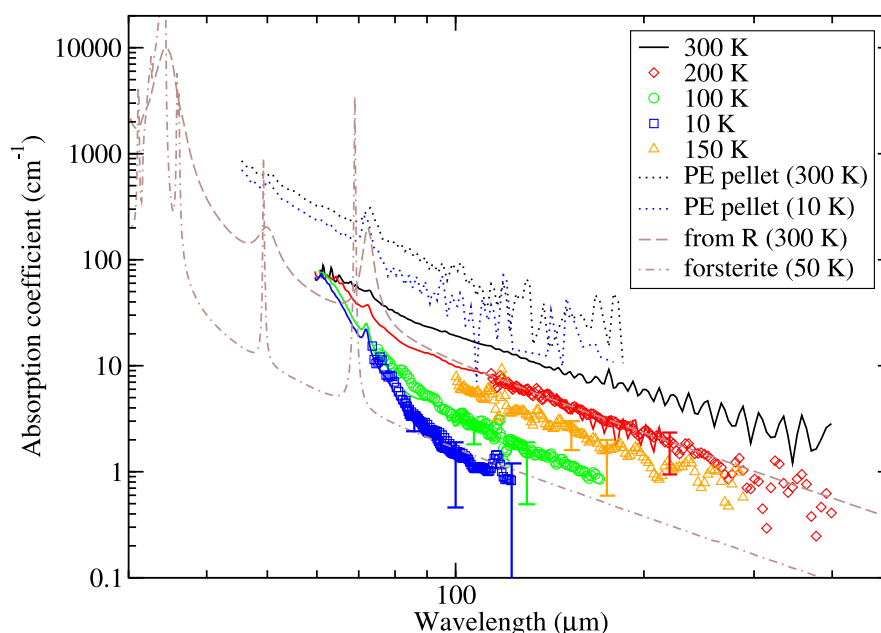 10000
1000
100
10
1
0.1
Absorption coefficient (cm⁻¹)
100
Wavelength (μm)
300 K
200 K
100 K
10 K
150 K
PE pellet (300 K)
PE pellet (10 K)
from R (300 K)
forsterite (50 K)